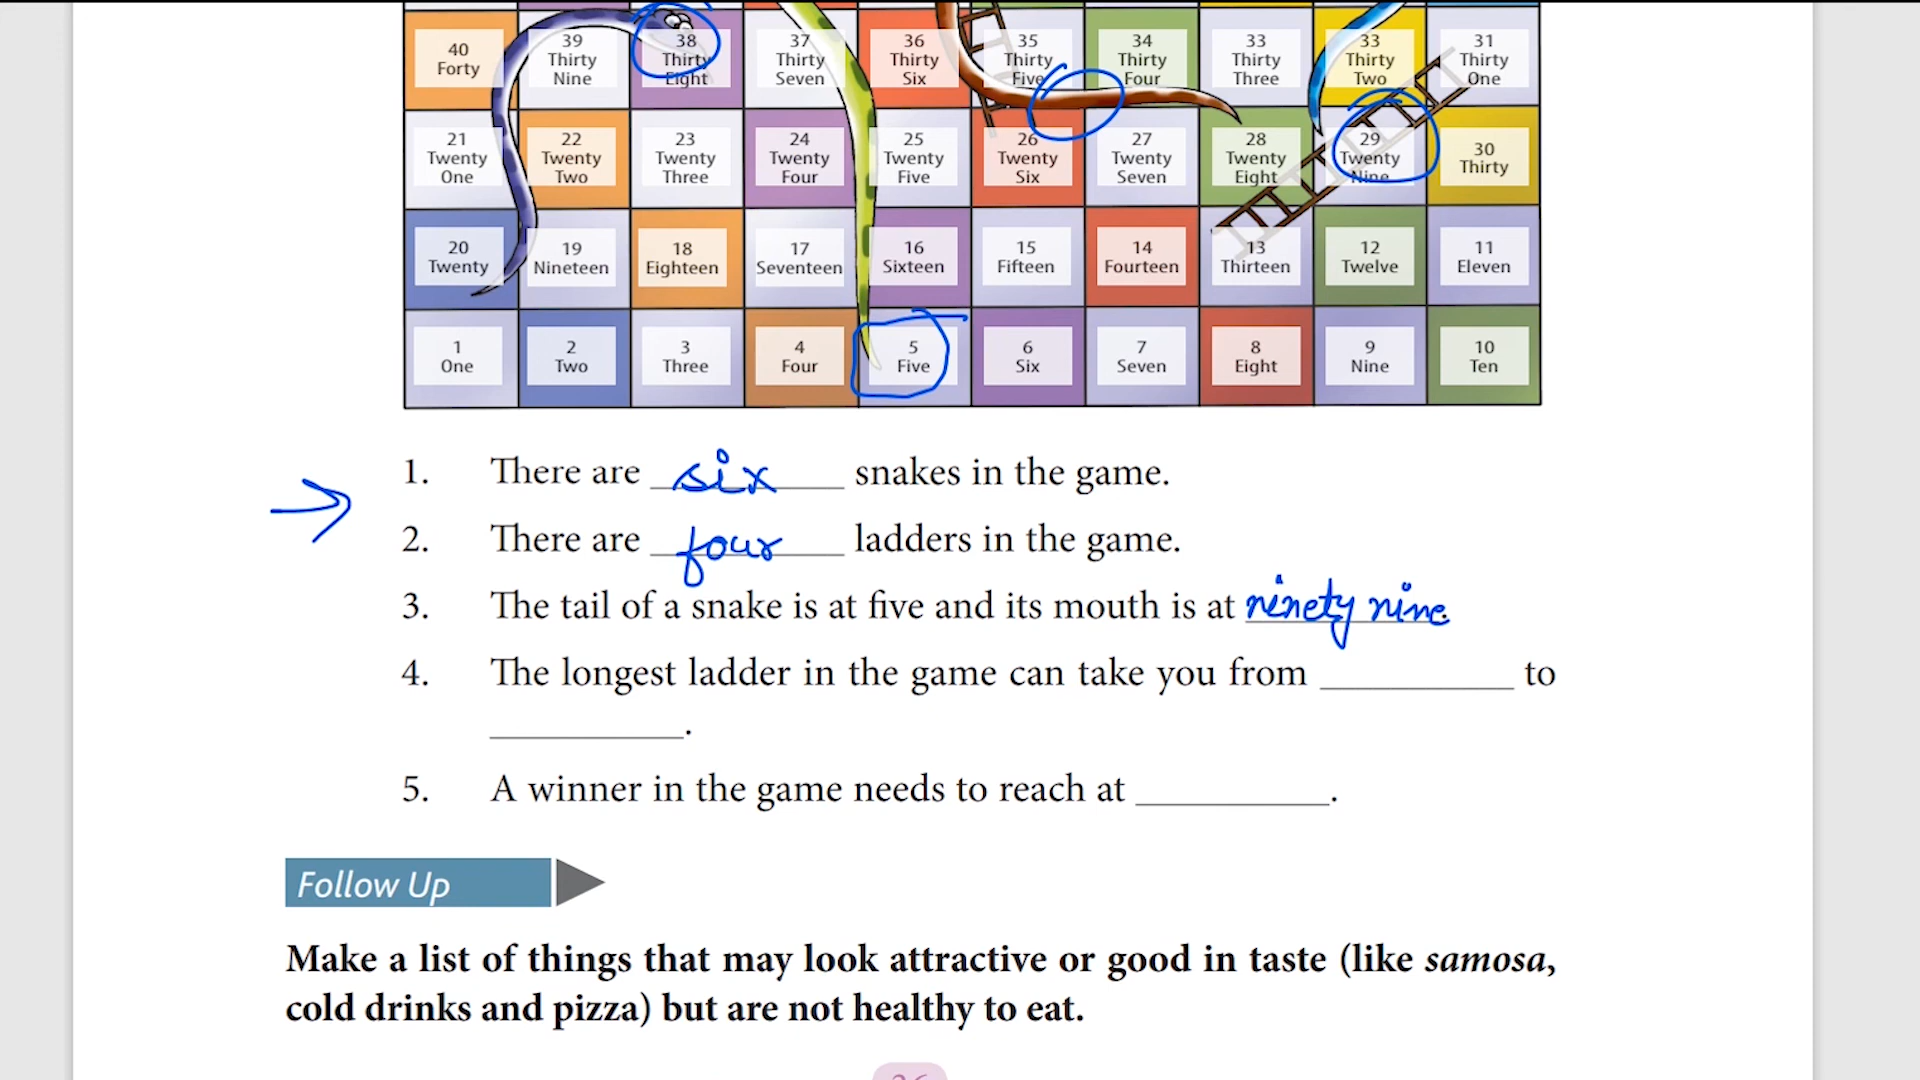 40 Forty 39 Thirty Nine 38 Thirty Eight 37 Thirty Seven 36 Thirty Six 35 Thirty Five 34 Thirty Four 33 Thirty Three 33 Thirty Two 31 Thirty One
21 Twenty One 22 Twenty Two 23 Twenty Three 24 Twenty Four 25 Twenty Five 26 Twenty Six 27 Twenty Seven 28 Twenty Eight 29 Twenty Nine 30 Thirty
20 Twenty 19 Nineteen 18 Eighteen 17 Seventeen 16 Sixteen 15 Fifteen 14 Fourteen 13 Thirteen 12 Twelve 11 Eleven
1 One 2 Two 3 Three 4 Four 5 Five 6 Six 7 Seven 8 Eight 9 Nine 10 Ten
1. There are six snakes in the game.
2. There are four ladders in the game.
3. The tail of a snake is at five and its mouth is at ninety nine.
4. The longest ladder in the game can take you from __________ to
__________.
5. A winner in the game needs to reach at __________.
Follow Up
Make a list of things that may look attractive or good in taste (like samosa,
cold drinks and pizza) but are not healthy to eat.